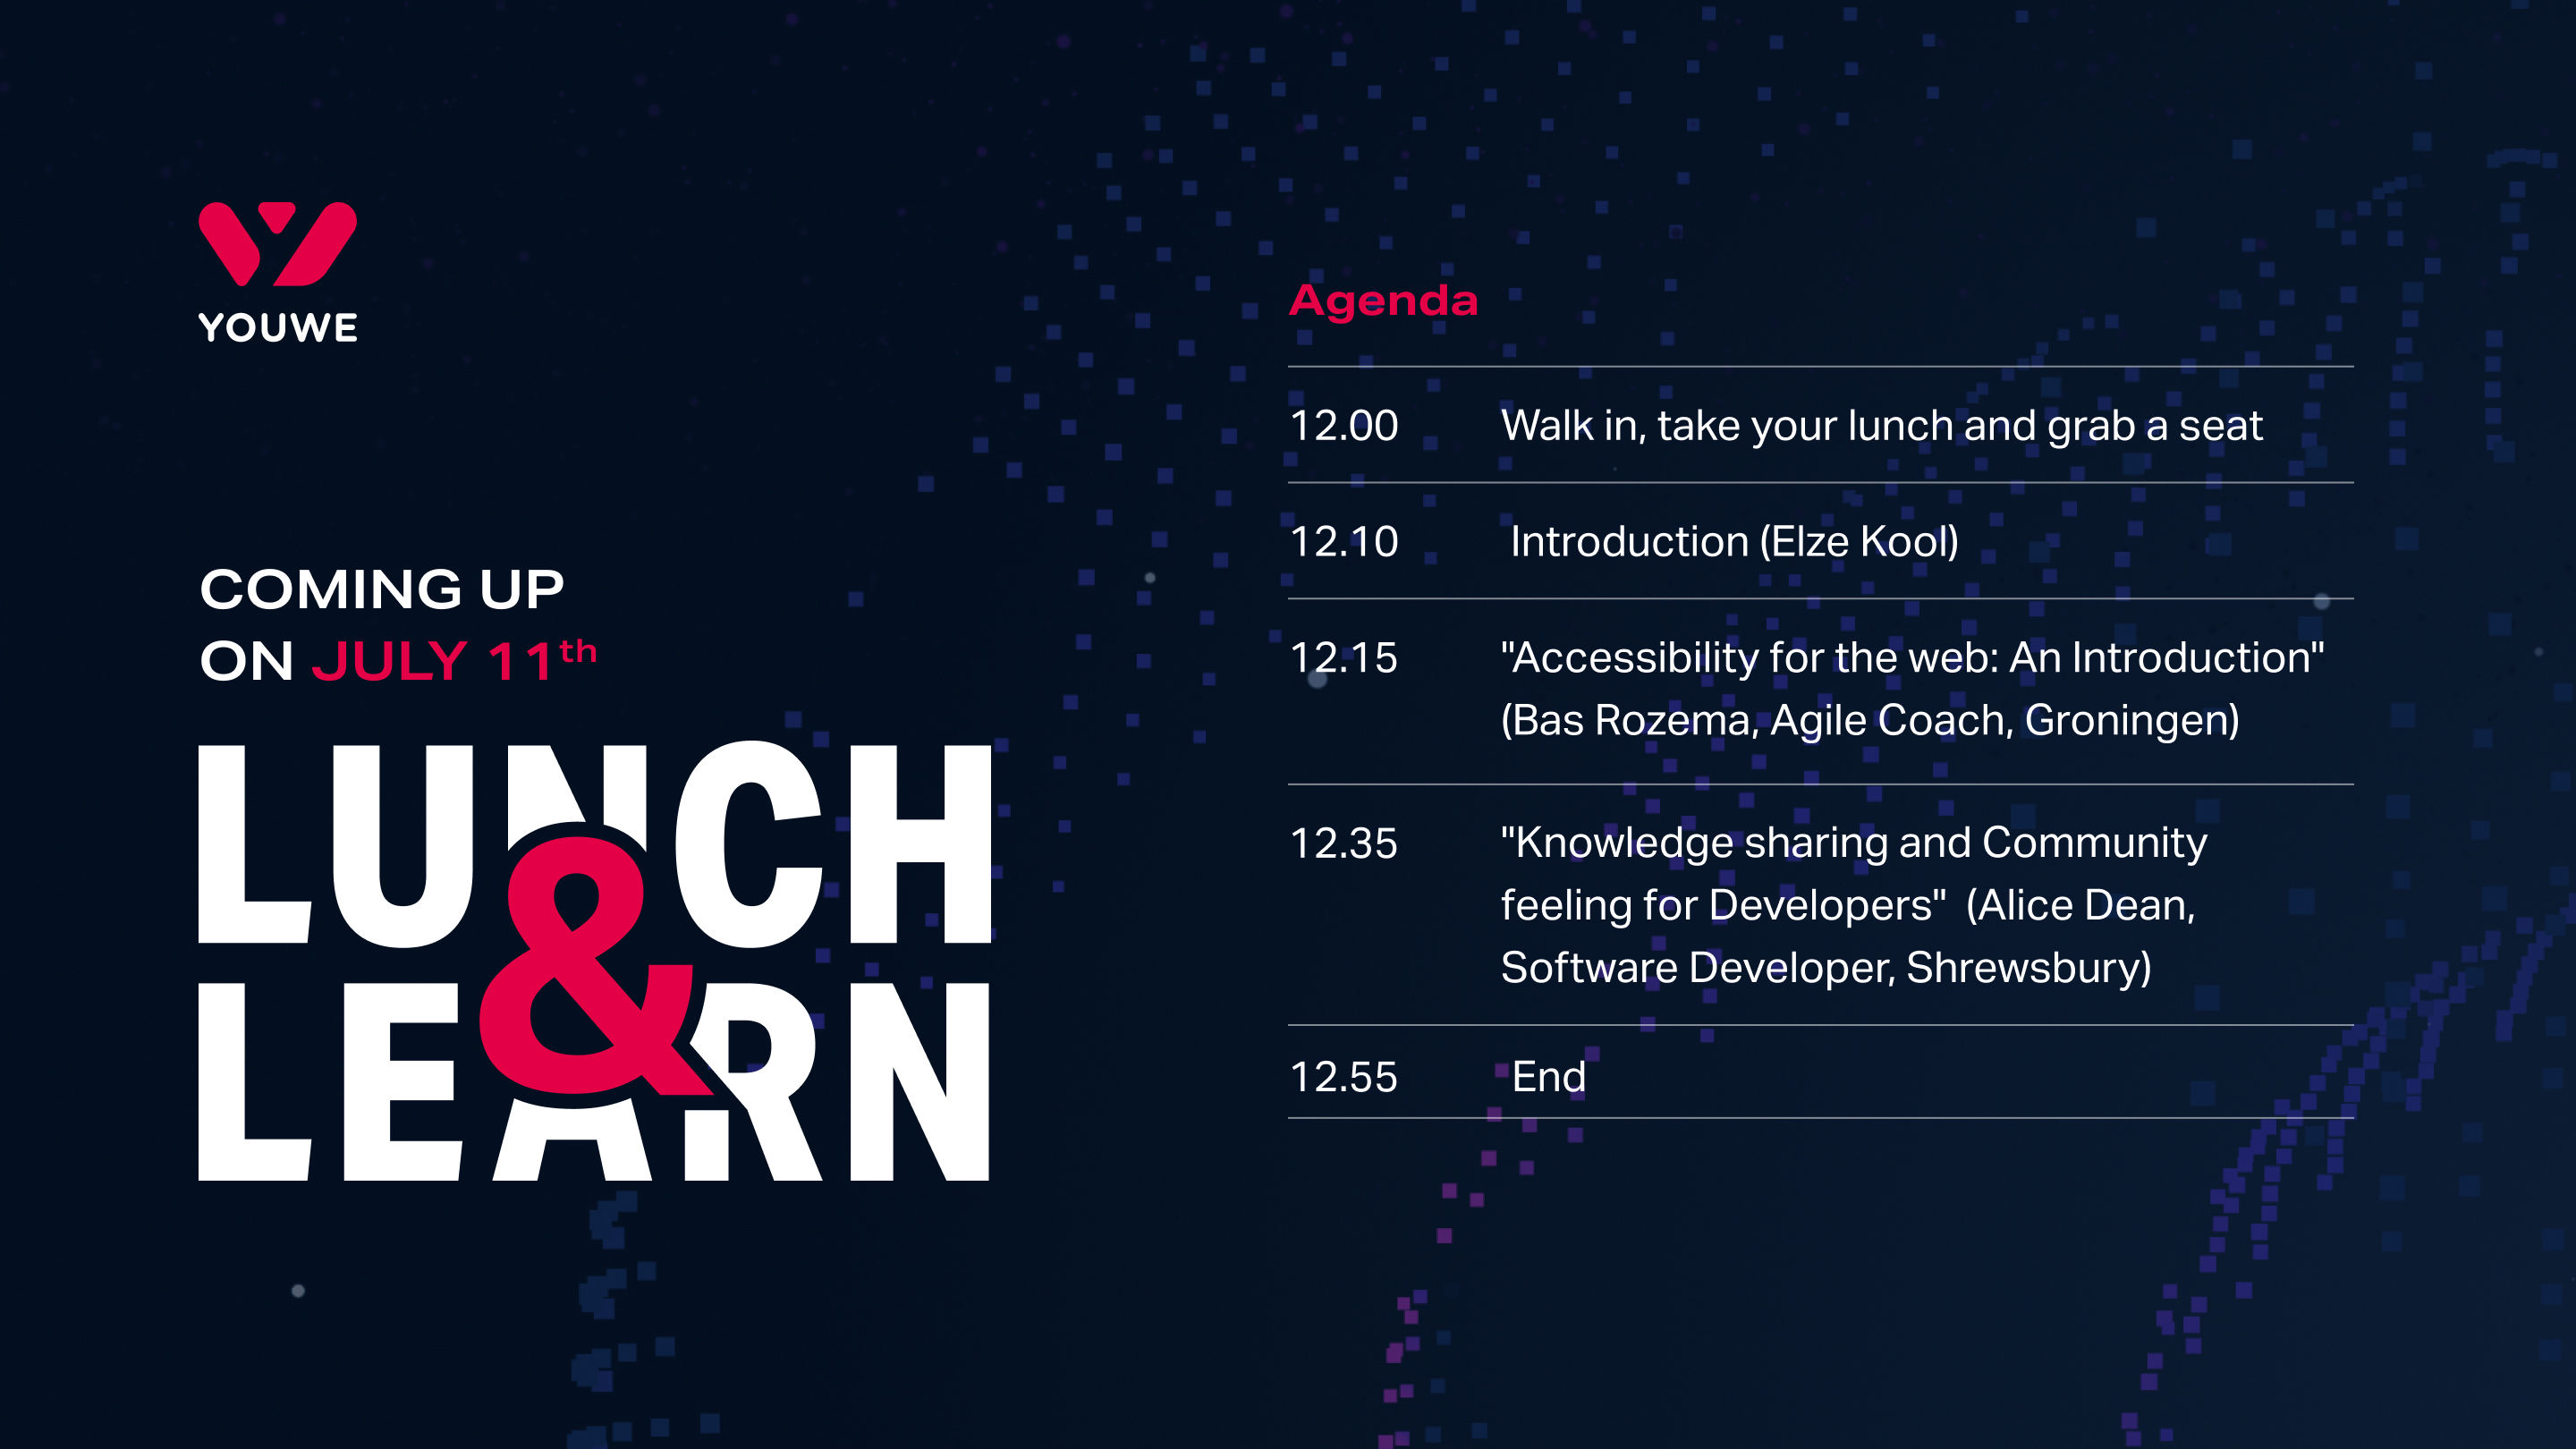 YOUWE
COMING UP
ON JULY 11th
LUNCH
&
LEARN
Agenda
12.00 Walk in, take your lunch and grab a seat
12.10 Introduction (Elze Kool)
12.15 "Accessibility for the web: An Introduction"
(Bas Rozema, Agile Coach, Groningen)
12.35 "Knowledge sharing and Community
feeling for Developers" (Alice Dean,
Software Developer, Shrewsbury)
12.55 End